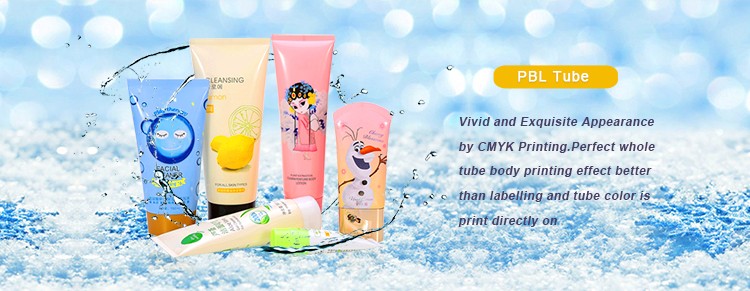 PBL Tube
Vivid and Exquisite Appearance
by CMYK Printing.Perfect whole
tube body printing effect better
than labelling and tube color is
print directly on
CLEANSING
FACIAL